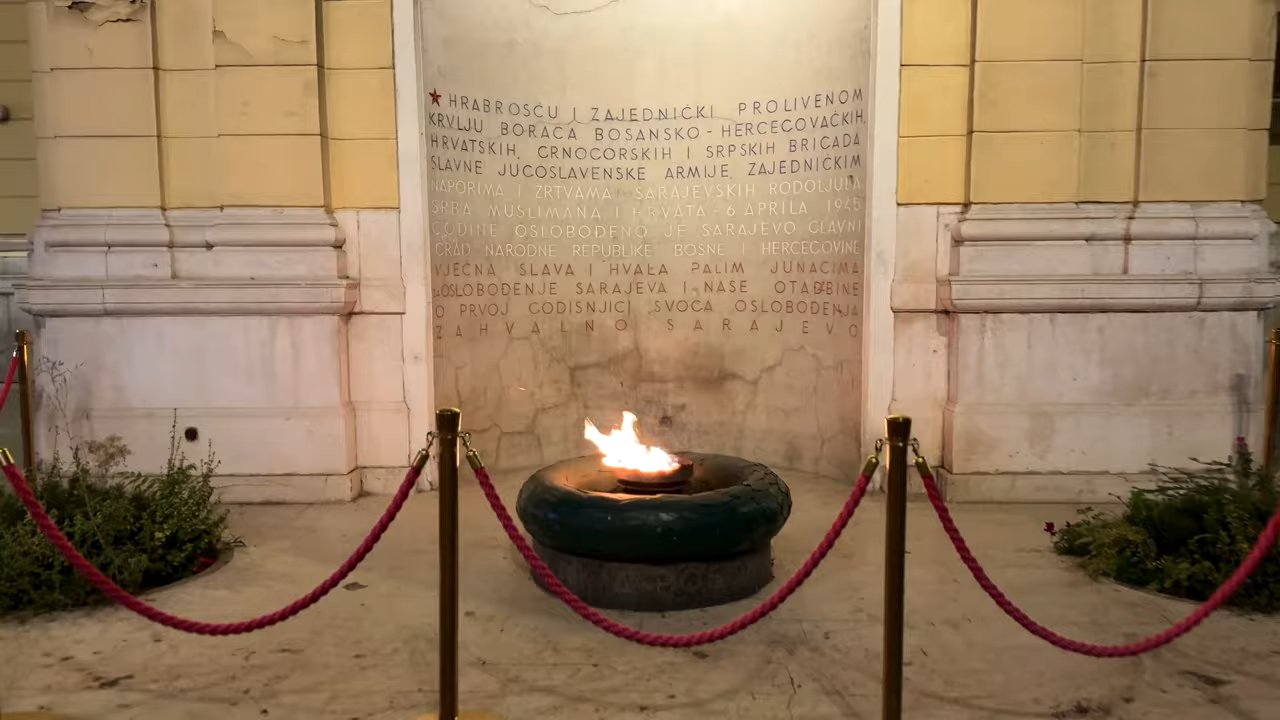 ★ HRABROSĆU I ZAJEDNIČKI PROLIVENOM
KRVLJU BORACA BOSANSKO-HERCEGOVAČKIH,
HRVATSKIH, CRNOGORSKIH I SRPSKIH BRIGADA
SLAVNE JUGOSLAVENSKE ARMIJE, ZAJEDNIČKIM
NAPORIMA I ŽRTVAMA SARAJEVSKIH RODOLJUBA
SRBA MUSLIMANA I HRVATA - 6 APRILA 1945
GODINE OSLOBOĐENO JE SARAJEVO GLAVNI
GRAD NARODNE REPUBLIKE BOSNE I HERCEGOVINE
VJEČNA SLAVA I HVALA PALIM JUNACIMA
ZA OSLOBOĐENJE SARAJEVA I NAŠE OTADŽBINE
O PRVOJ GODIŠNJICI SVOGA OSLOBOĐENJA
ZAHVALNO SARAJEVO